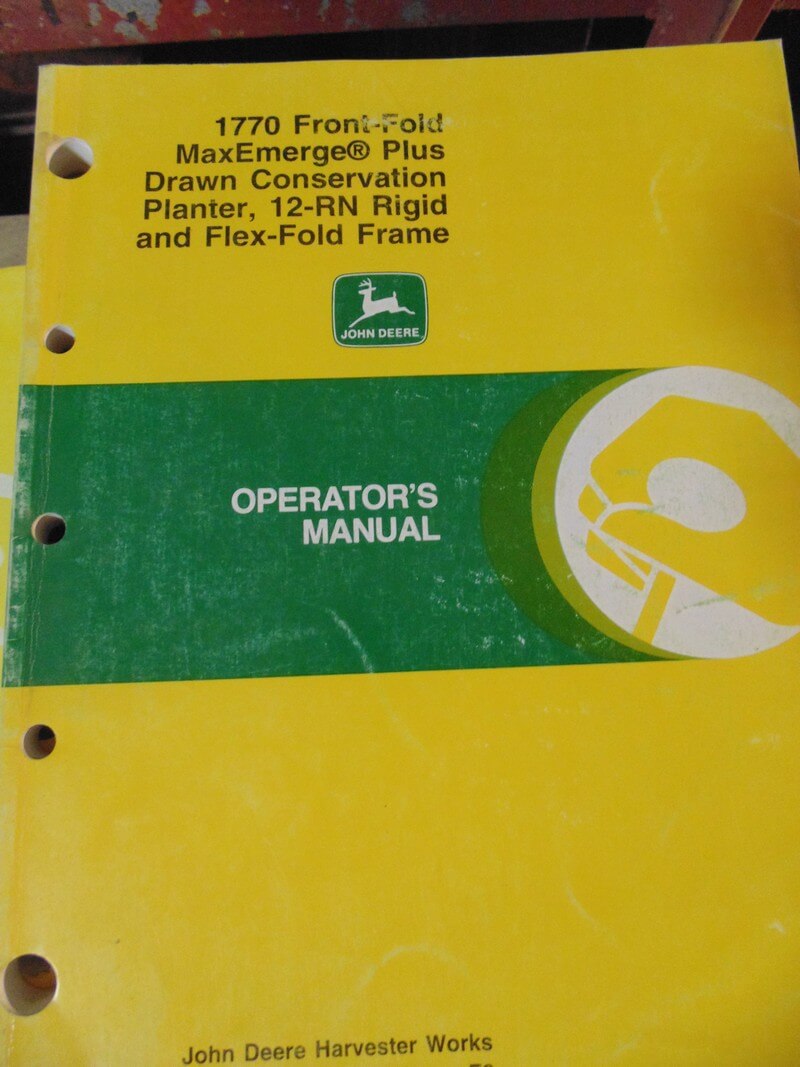 1770 Front-Fold
MaxEmerge® Plus
Drawn Conservation
Planter, 12-RN Rigid
and Flex-Fold Frame
JOHN DEERE
OPERATOR'S
MANUAL
John Deere Harvester Works